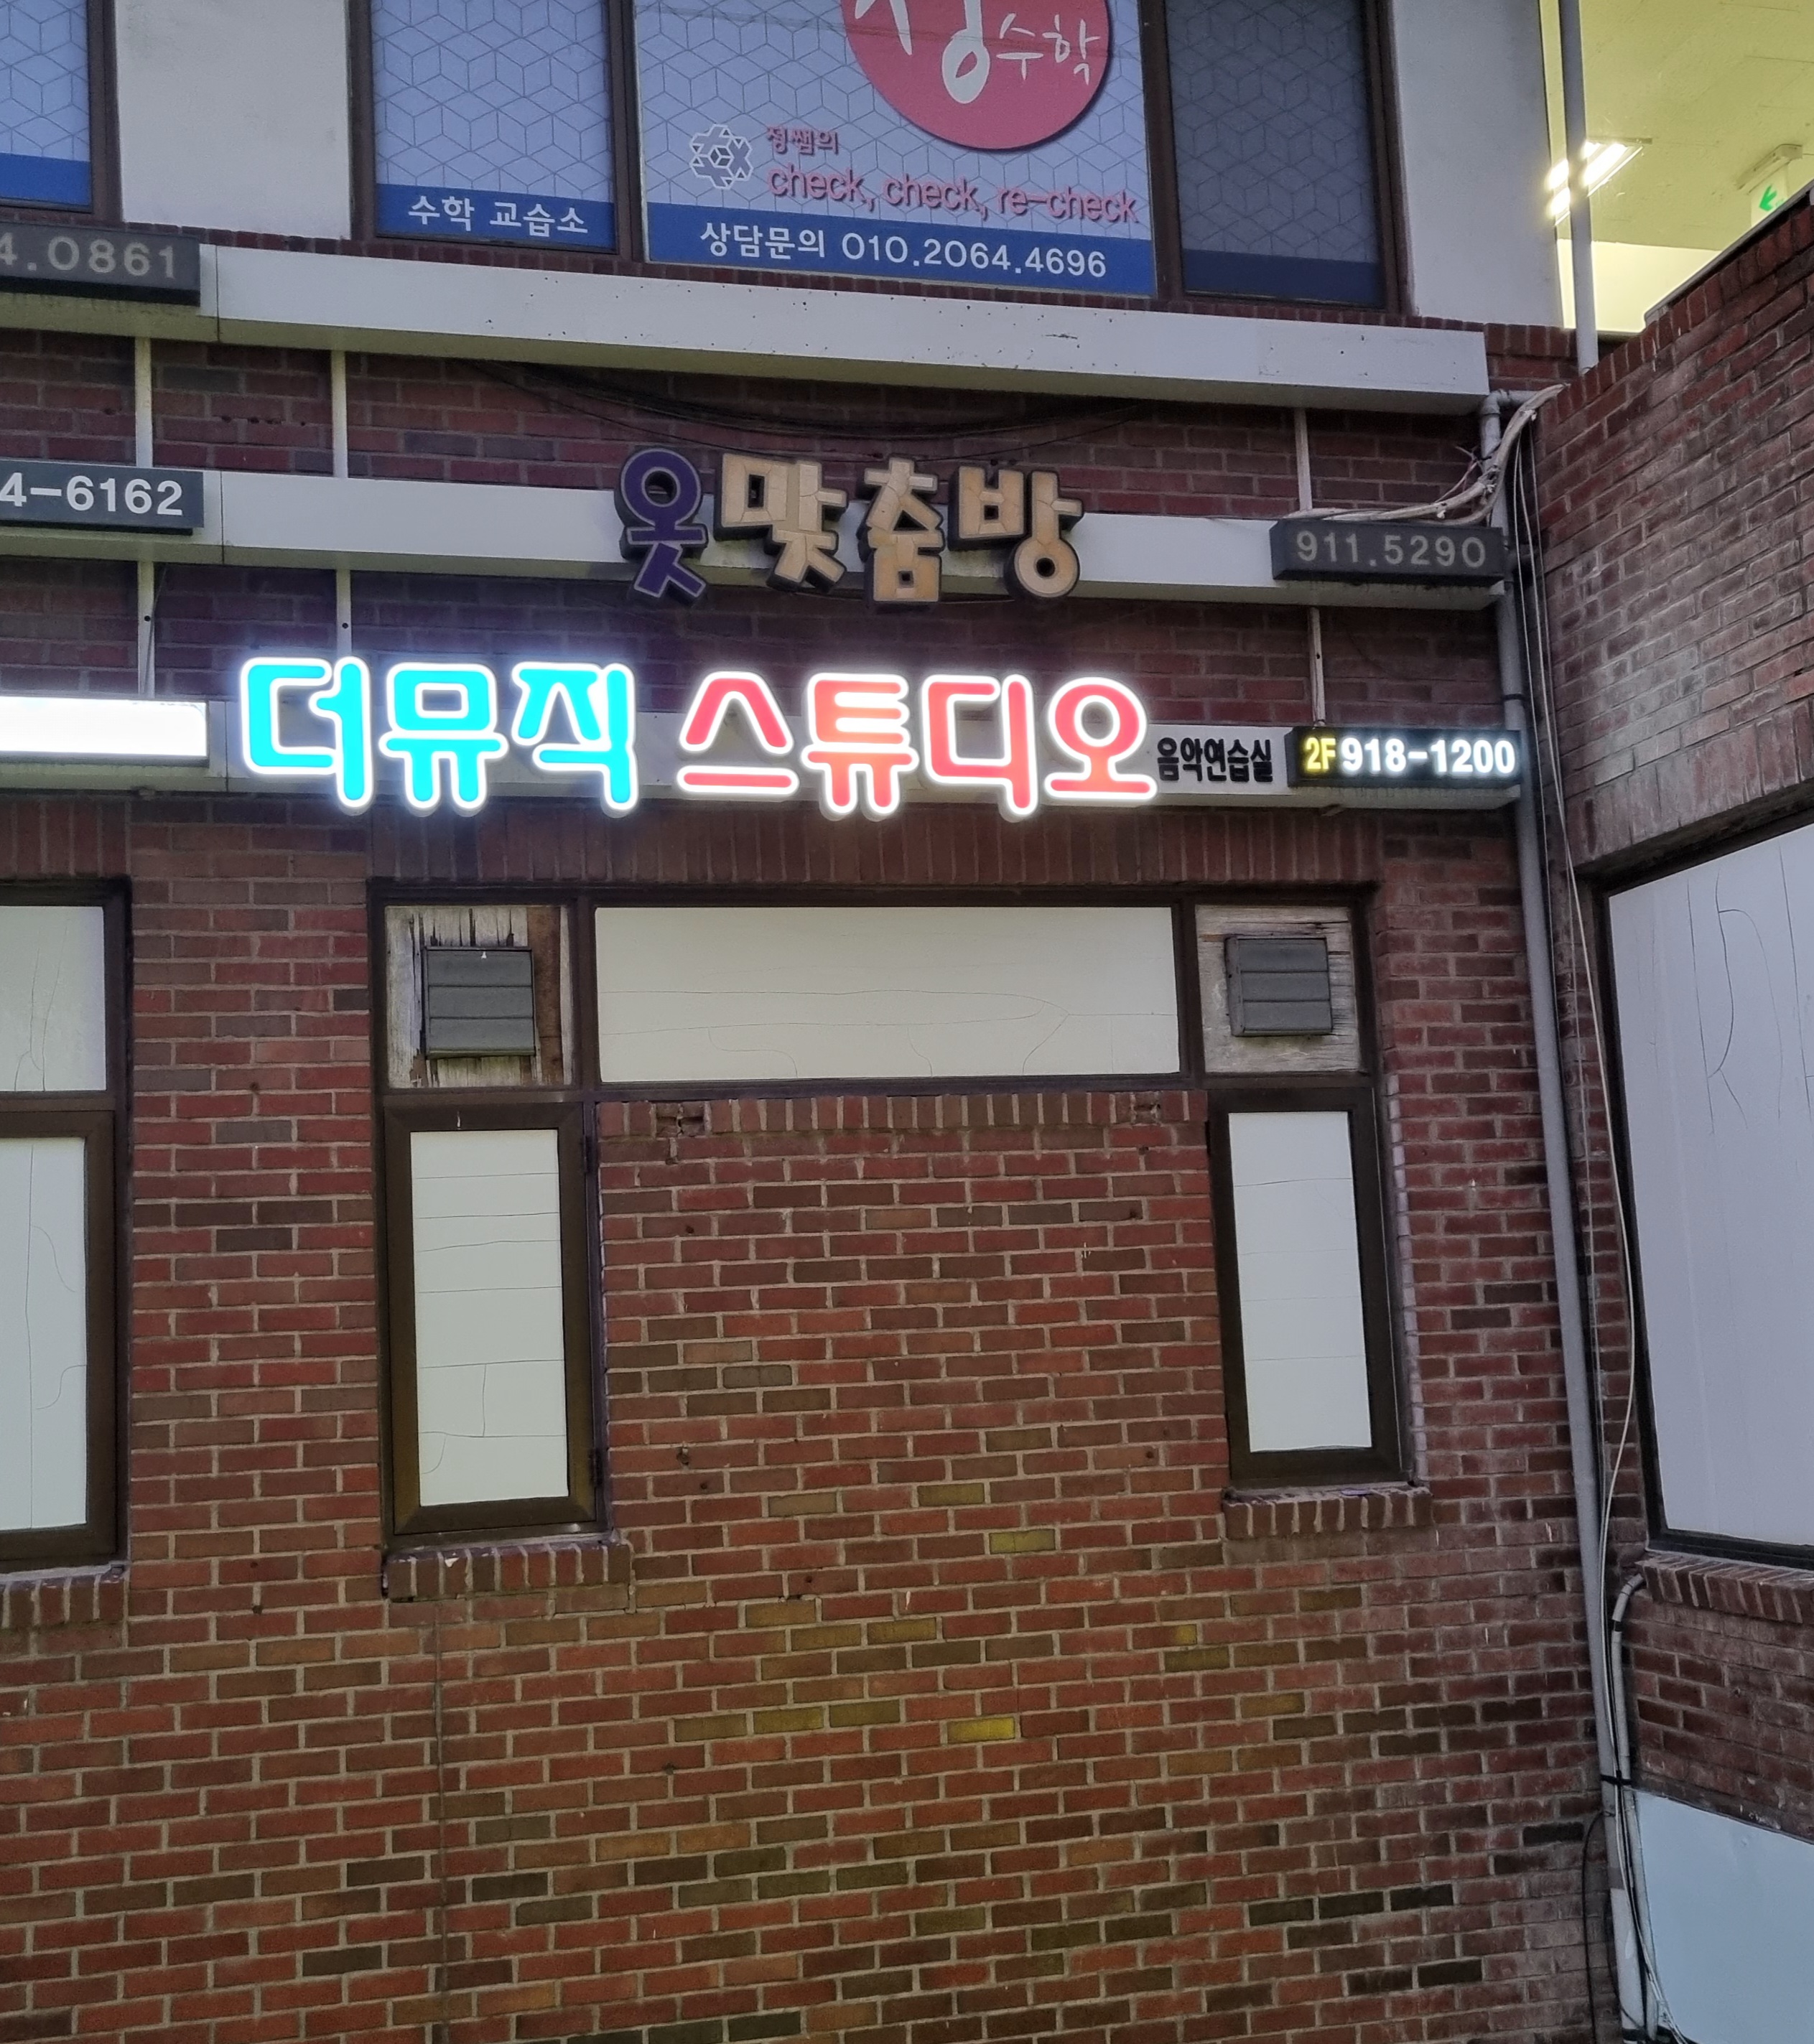 수학
정쌤의
check, check, re-check
수학 교습소
상담문의 010.2064.4696
4.0861
4-6162
옷맞춤방
911.5290
더뮤직 스튜디오 음악연습실 2F 918-1200